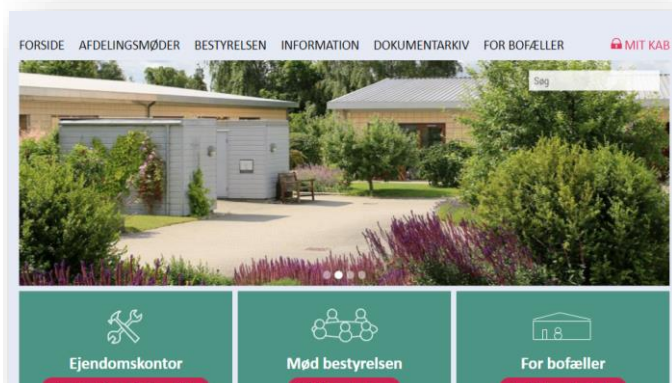 FORSIDE AFDELINGSMØDER BESTYRELSEN INFORMATION DOKUMENTARKIV FOR BOFÆLLER MIT KAB
Søg
Ejendomskontor Mød bestyrelsen For bofæller